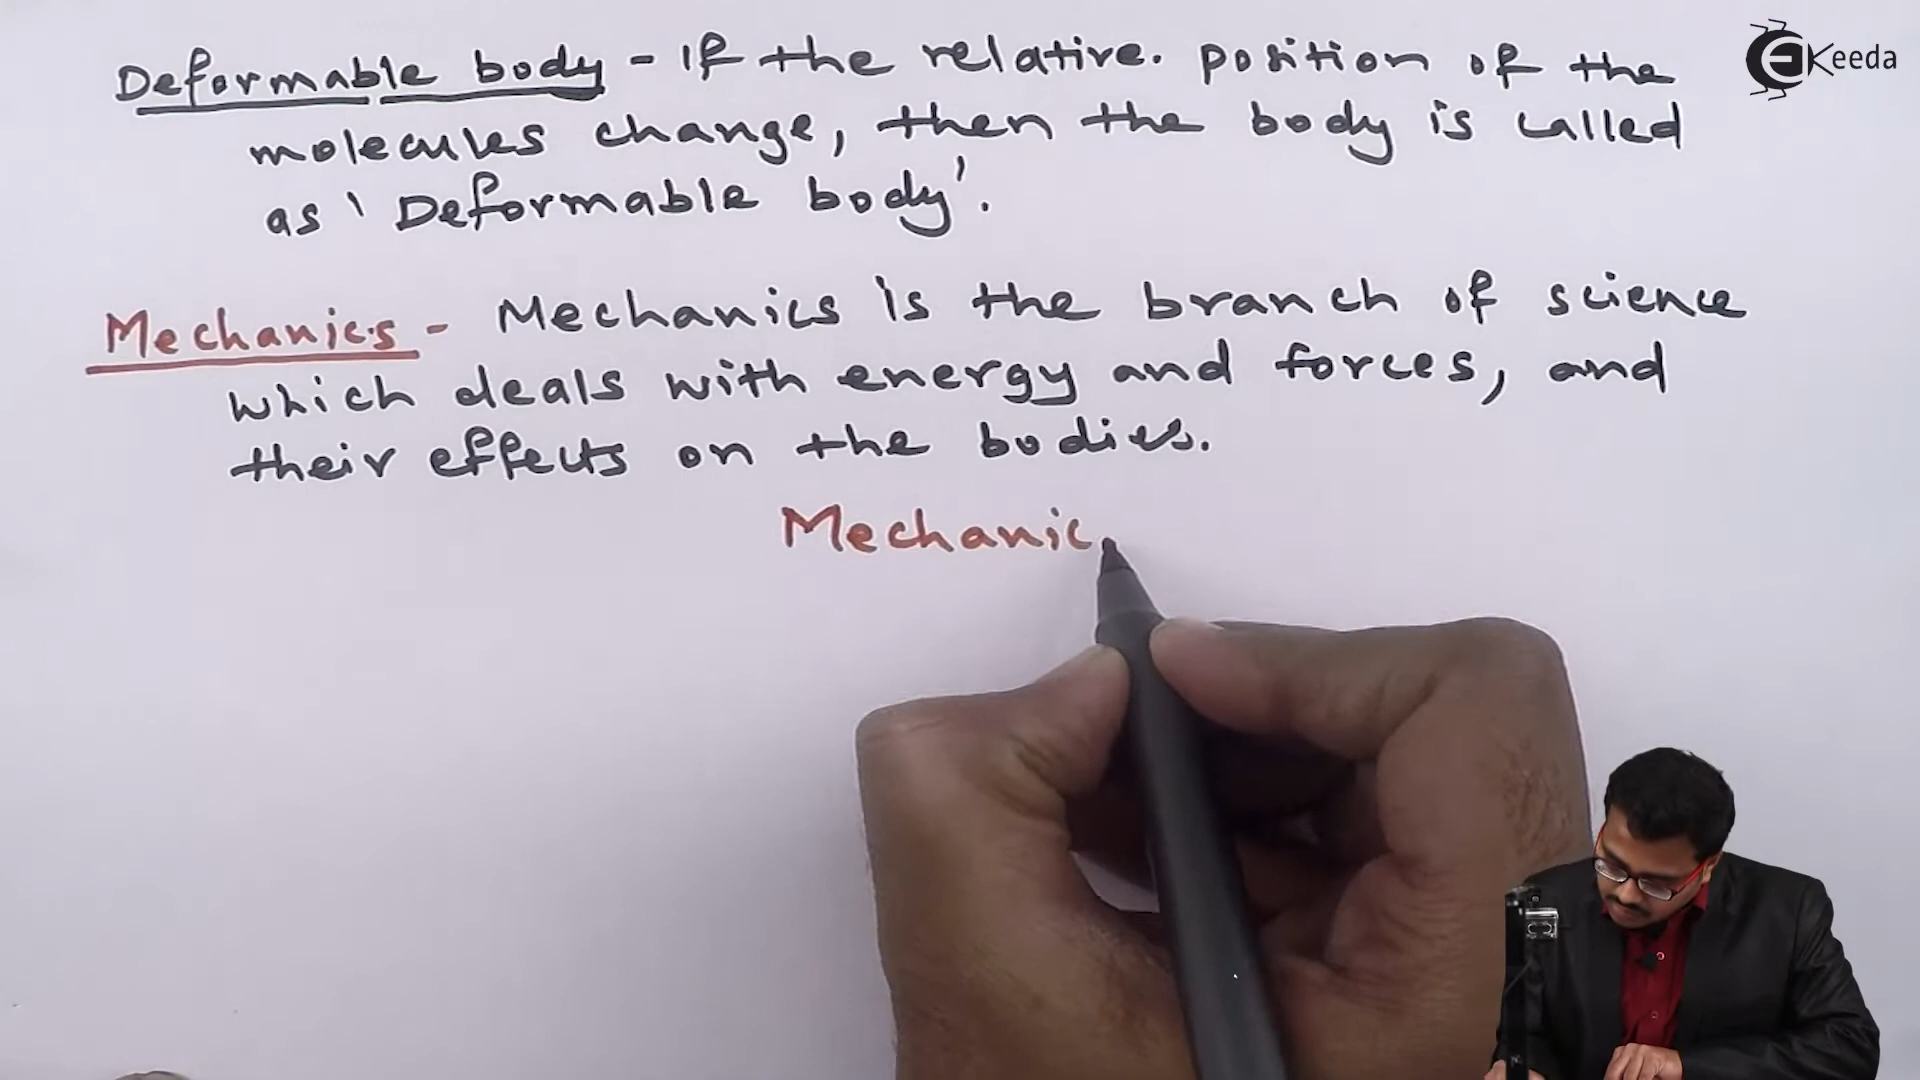 Deformable body - If the relative. position of the
molecules change, then the body is called
as 'Deformable body'.
Mechanics - Mechanics is the branch of science
which deals with energy and forces, and
their effects on the bodies.
Mechanic
EKeeda